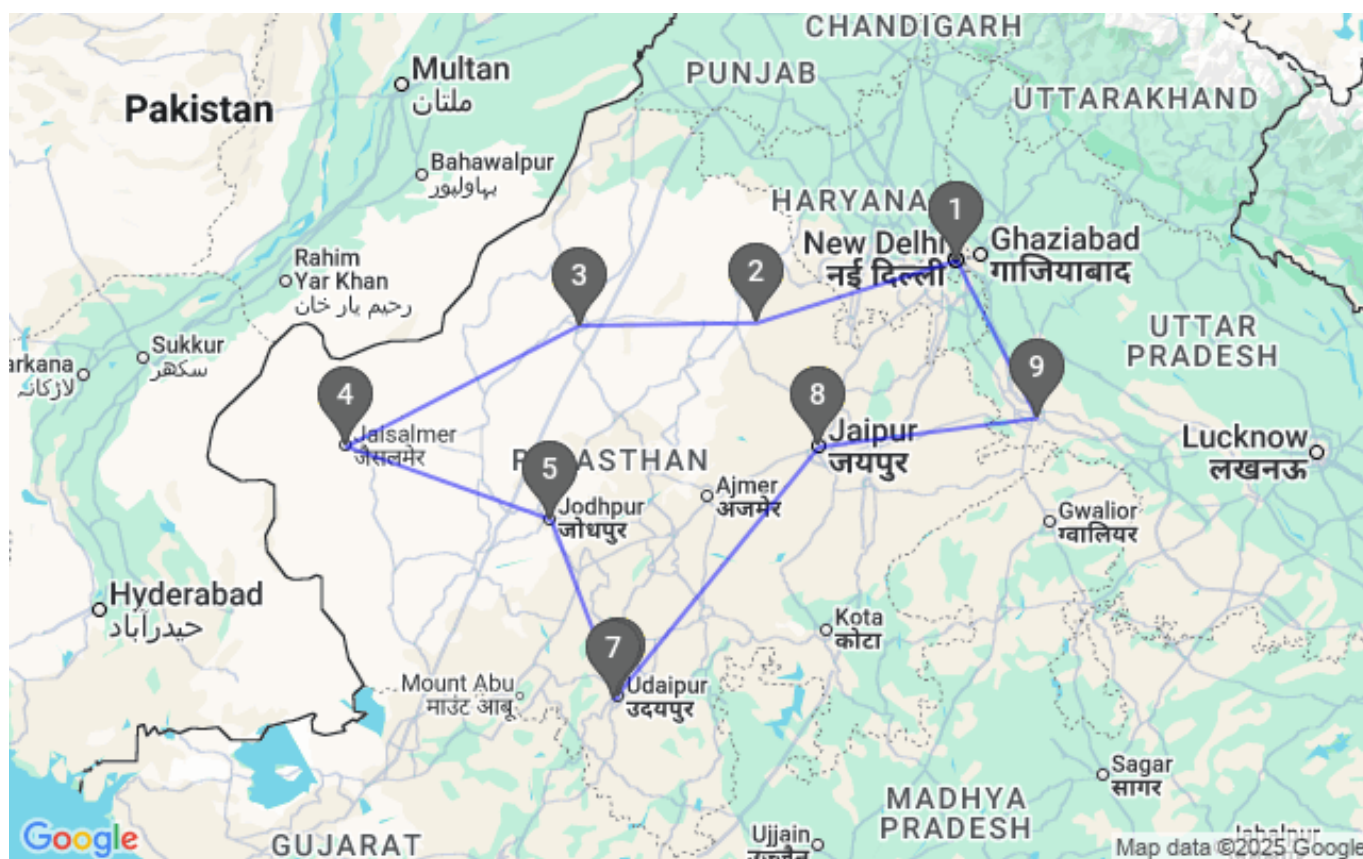 CHANDIGARH
Multan
ملتان
PUNJAB
UTTARAKHAND
Pakistan
Bahawalpur
بہاولپور
HARYANA
1
New Delhi
नई दिल्ली
Ghaziabad
गाजियाबाद
Rahim
Yar Khan
رحیم یار خان
3
2
UTTAR
PRADESH
Sukkur
سکھر
arkana
لاڑکانہ
4
8
9
Jaisalmer
जैसलमेर
Jaipur
जयपुर
Lucknow
लखनऊ
5
ASTHAN
Ajmer
अजमेर
Jodhpur
जोधपुर
Gwalior
ग्वालियर
Hyderabad
حیدرآباد
Kota
कोटा
7
Mount Abu
माउंट आबू
Udaipur
उदयपुर
Sagar
सागर
MADHYA
PRADESH
Ujjain
GUJARAT
Google
Map data ©2025 Google